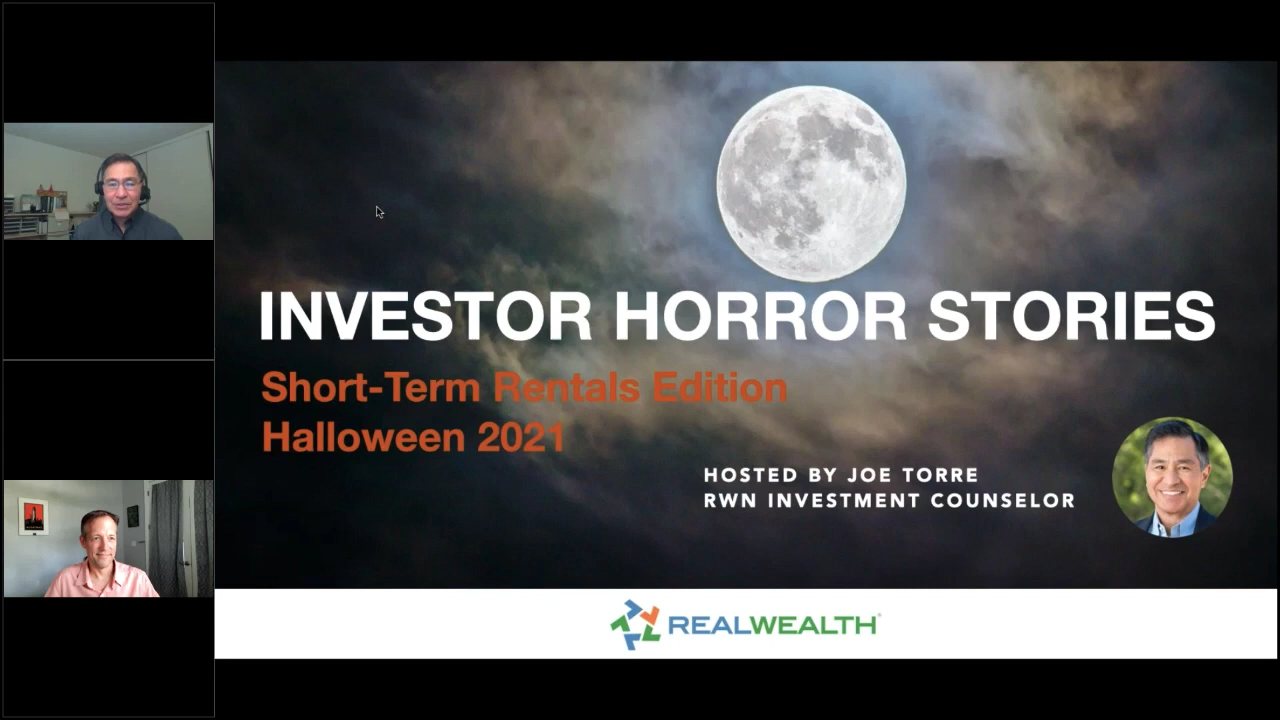 INVESTOR HORROR STORIES
Short-Term Rentals Edition
Halloween 2021
HOSTED BY JOE TORRE
RWN INVESTMENT COUNSELOR
REALWEALTH